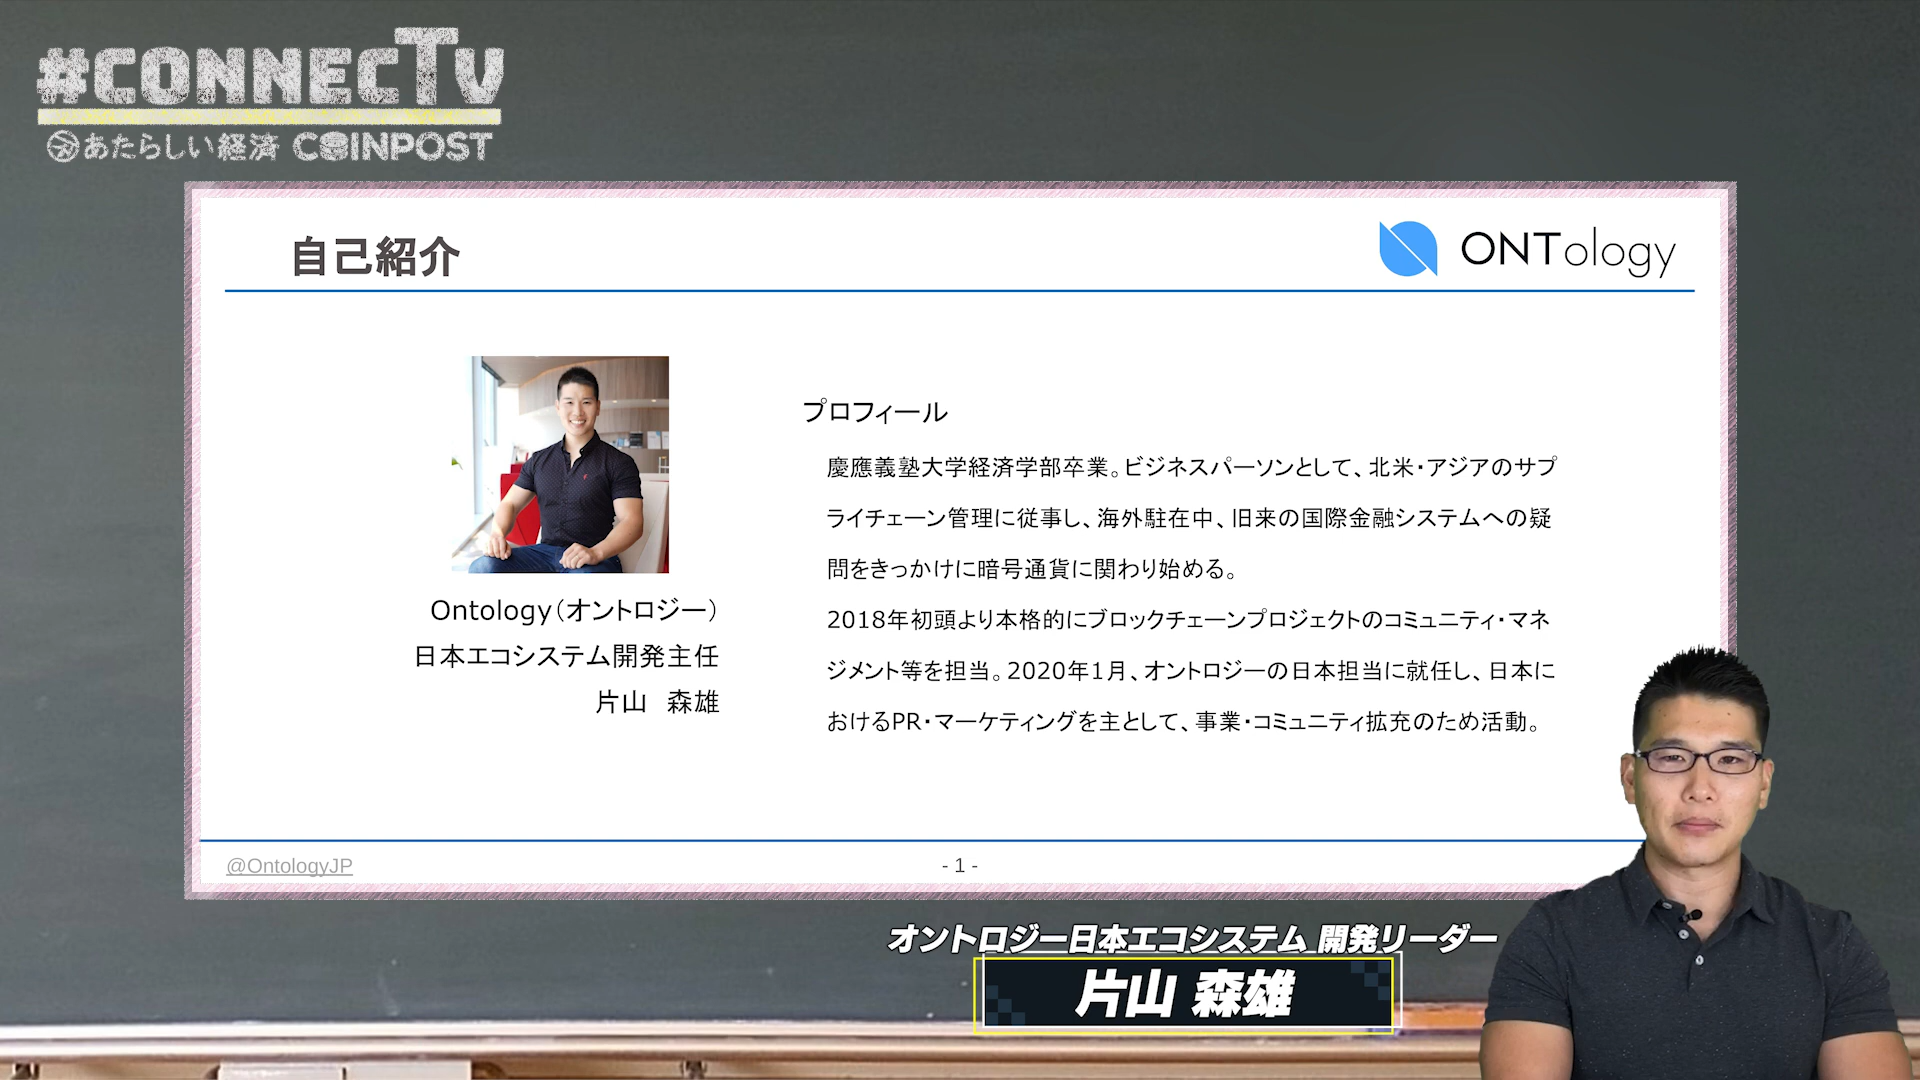 #CONNECTV
あたらしい経済 COINPOST
自己紹介
ONTology
プロフィール
慶應義塾大学経済学部卒業。ビジネスパーソンとして、北米・アジアのサプ
ライチェーン管理に従事し、海外駐在中、旧来の国際金融システムへの疑
問をきっかけに暗号通貨に関わり始める。
2018年初頭より本格的にブロックチェーンプロジェクトのコミュニティ・マネ
ジメント等を担当。2020年1月、オントロジーの日本担当に就任し、日本に
おけるPR・マーケティングを主として、事業・コミュニティ拡充のため活動。
Ontology(オントロジー)
日本エコシステム開発主任
片山　森雄
@OntologyJP
- 1 -
オントロジー日本エコシステム 開発リーダー
片山 森雄